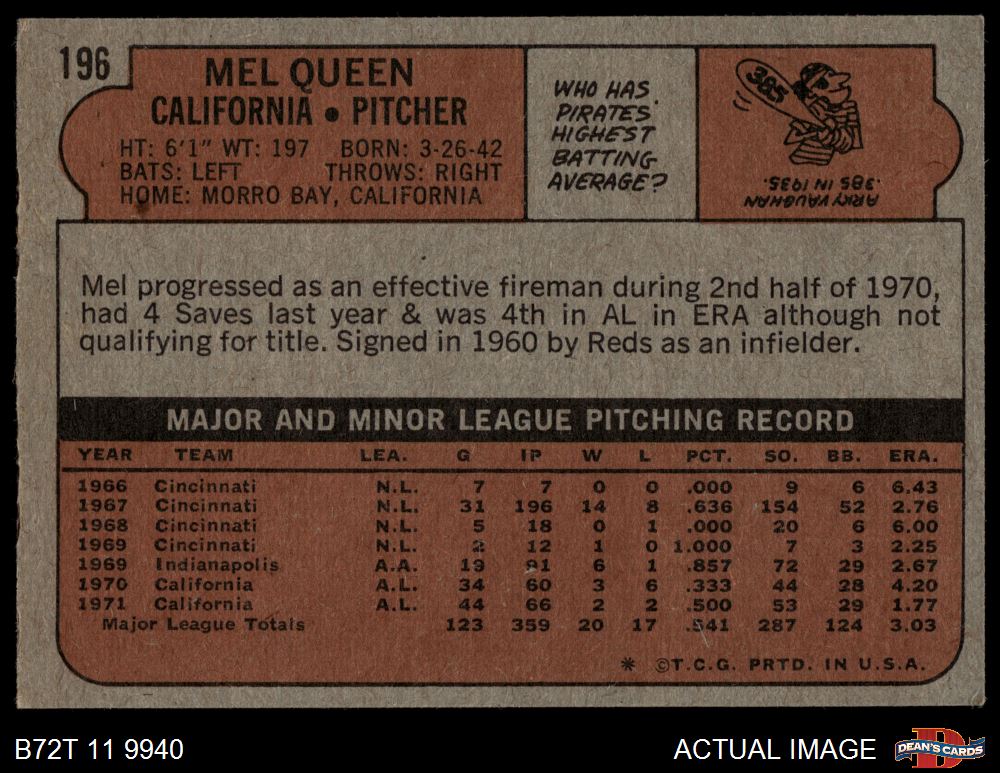 196
MEL QUEEN
CALIFORNIA • PITCHER
HT: 6'1" WT: 197 BORN: 3-26-42
BATS: LEFT THROWS: RIGHT
HOME: MORRO BAY, CALIFORNIA
WHO HAS
PIRATES
HIGHEST
BATTING
AVERAGE?
385
ARKY VAUGHAN
.385 IN 1935.
Mel progressed as an effective fireman during 2nd half of 1970,
had 4 Saves last year & was 4th in AL in ERA although not
qualifying for title. Signed in 1960 by Reds as an infielder.
MAJOR AND MINOR LEAGUE PITCHING RECORD
YEAR TEAM LEA. G IP W L PCT. SO. BB. ERA.
1966 Cincinnati N.L. 7 7 0 0 .000 9 6 6.43
1967 Cincinnati N.L. 31 196 14 8 .636 154 52 2.76
1968 Cincinnati N.L. 5 18 0 1 .000 20 6 6.00
1969 Cincinnati N.L. 2 12 1 0 1.000 7 3 2.25
1969 Indianapolis A.A. 19 91 6 1 .857 72 29 2.67
1970 California A.L. 34 60 3 6 .333 44 28 4.20
1971 California A.L. 44 66 2 2 .500 53 29 1.77
Major League Totals 123 359 20 17 .541 287 124 3.03
* ©T.C.G. PRTD. IN U.S.A.
B72T 11 9940
ACTUAL IMAGE
D
DEAN'S CARDS